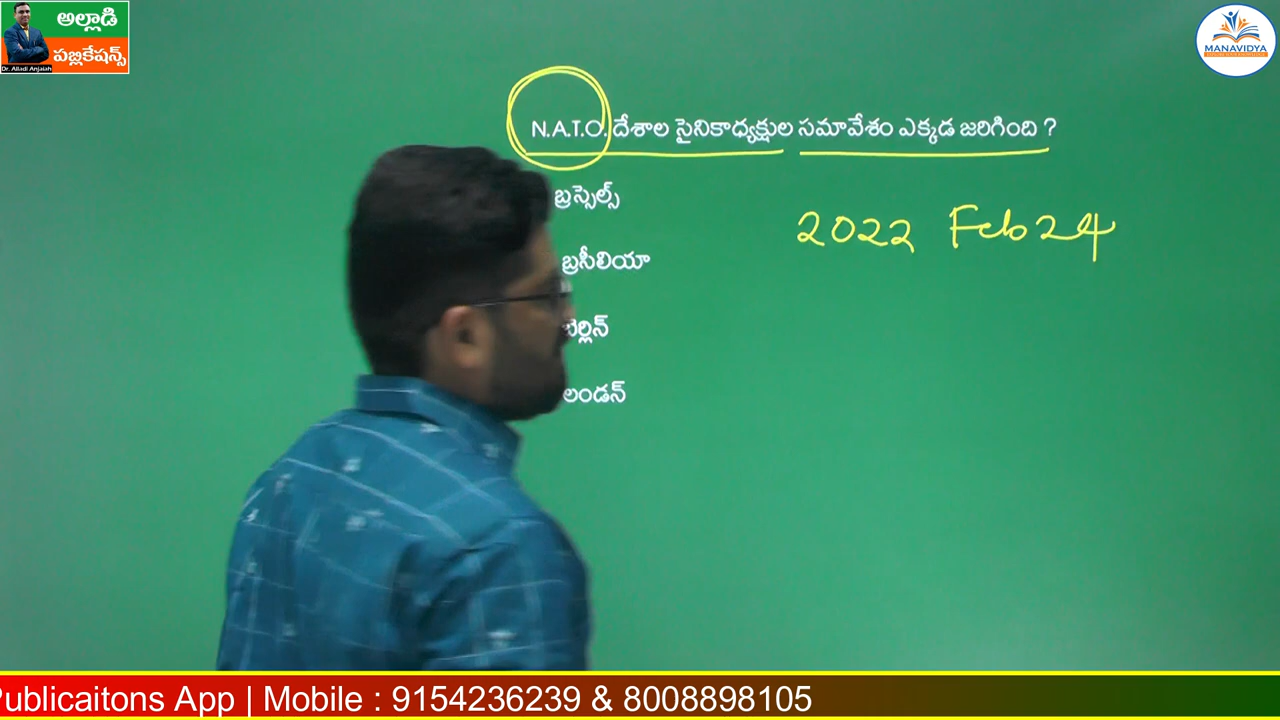 అల్లాడి
పబ్లికేషన్స్
Dr. Alladi Anjaiah
MANAVIDYA
N.A.T.O. దేశాల సైనికాధ్యక్షుల సమావేశం ఎక్కడ జరిగింది ?
బ్రస్సెల్స్
2022 Feb 24
బ్రసీలియా
బెర్లిన్
లండన్
Publicaitons App | Mobile : 9154236239 & 8008898105